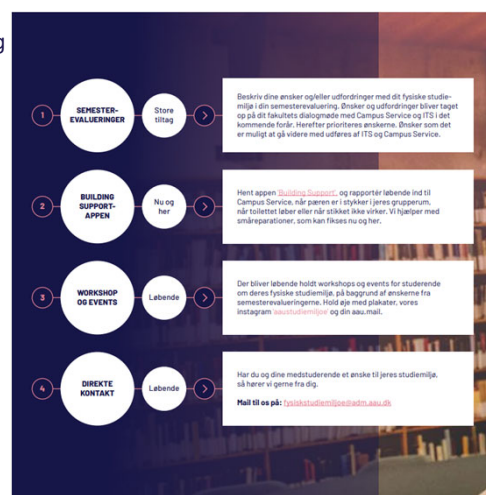 g
1
SEMESTER-
EVALUERINGER
Store
tiltag
Beskriv dine ønsker og/eller udfordringer med dit fysiske studie-
miljø i din semesterevaluering. Ønsker og udfordringer bliver taget
op på dit fakultets dialogmøde med Campus Service og ITS i det
kommende forår. Herefter prioriteres ønskerne. Ønsker som det
er muligt at gå videre med udføres af ITS og Campus Service.
2
BUILDING
SUPPORT-
APPEN
Nu og
her
Hent appen 'Building Support', og rapportér løbende ind til
Campus Service, når pæren er i stykker i jeres grupperum,
når toilettet løber eller når stikket ikke virker. Vi hjælper med
småreparationer, som kan fikses nu og her.
3
WORKSHOP
OG EVENTS
Løbende
Der bliver løbende holdt workshops og events for studerende
om deres fysiske studiemiljø, på baggrund af ønskerne fra
semesterevalueringerne. Hold øje med plakater, vores
instagram 'aaustudiemiljoe' og din aau.mail.
4
DIREKTE
KONTAKT
Løbende
Har du og dine medstuderende et ønske til jeres studiemiljø,
så hører vi gerne fra dig.
Mail til os på: fysiskstudiemiljoe@adm.aau.dk